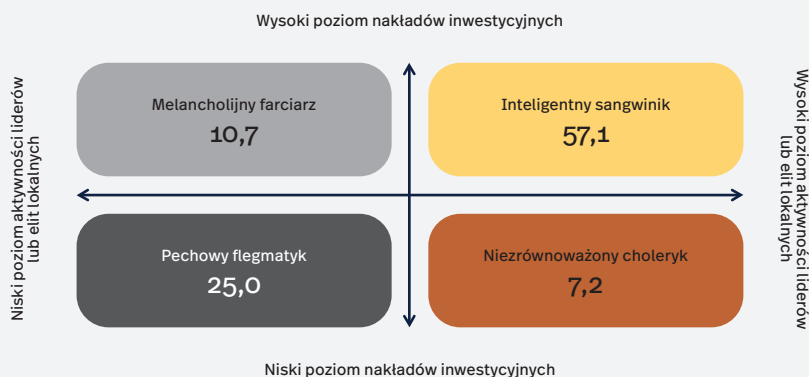 Wysoki poziom nakładów inwestycyjnych
Niski poziom aktywności liderów
lub elit lokalnych
Melancholijny farciarz
10,7
Inteligentny sangwinik
57,1
Wysoki poziom aktywności liderów
lub elit lokalnych
Pechowy flegmatyk
25,0
Niezrównoważony choleryk
7,2
Niski poziom nakładów inwestycyjnych